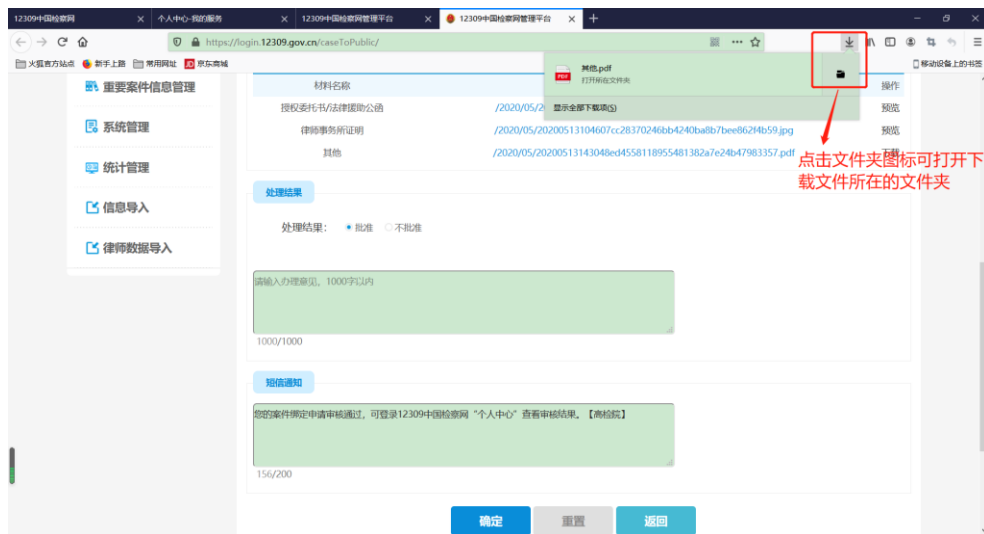 12309中国检察网
个人中心-我的服务
12309中国检察网管理平台
12309中国检察网管理平台
https://login.12309.gov.cn/caseToPublic/
火狐官方站点
新手上路
常用网址
JD 京东商城
移动设备上的书签
其他.pdf
打开所在文件夹
显示全部下载项(S)
重要案件信息管理
系统管理
统计管理
信息导入
律师数据导入
材料名称
操作
授权委托书/法律援助公函
/2020/05/2
预览
律师事务所证明
/2020/05/20200513104607cc28370246bb4240ba8b7bee862f4b59.jpg
预览
其他
/2020/05/20200513143048ed4558118955481382a7e24b47983357.pdf
下载
点击文件夹图标可打开下
载文件所在的文件夹
处理结果
处理结果：
批准
不批准
请输入办理意见，1000字以内
1000/1000
短信通知
您的案件绑定申请审核通过，可登录12309中国检察网“个人中心”查看审核结果。【高检院】
156/200
确定
重置
返回